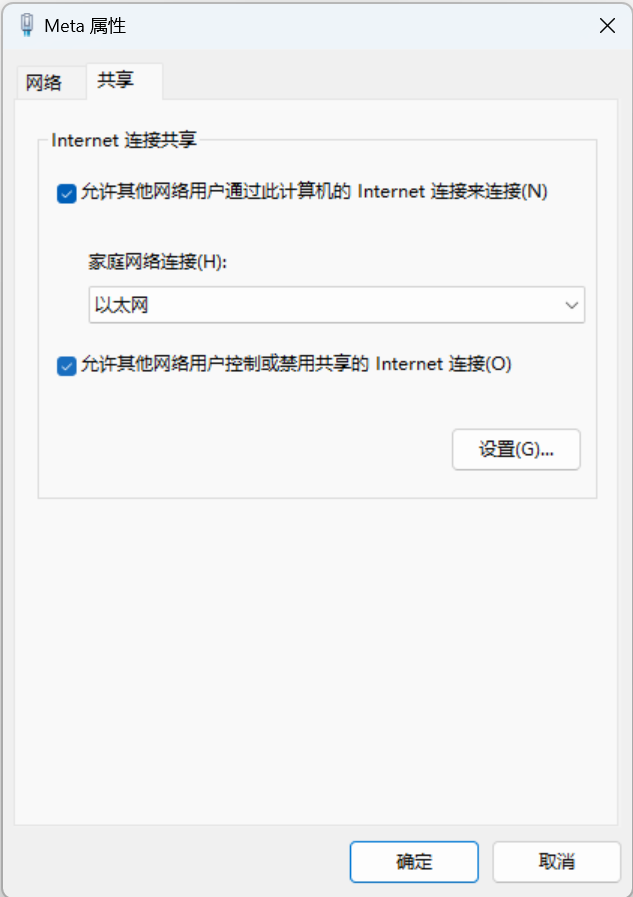 Meta 属性
网络
共享
Internet 连接共享
允许其他网络用户通过此计算机的 Internet 连接来连接(N)
家庭网络连接(H):
以太网
允许其他网络用户控制或禁用共享的 Internet 连接(O)
设置(G)...
确定
取消